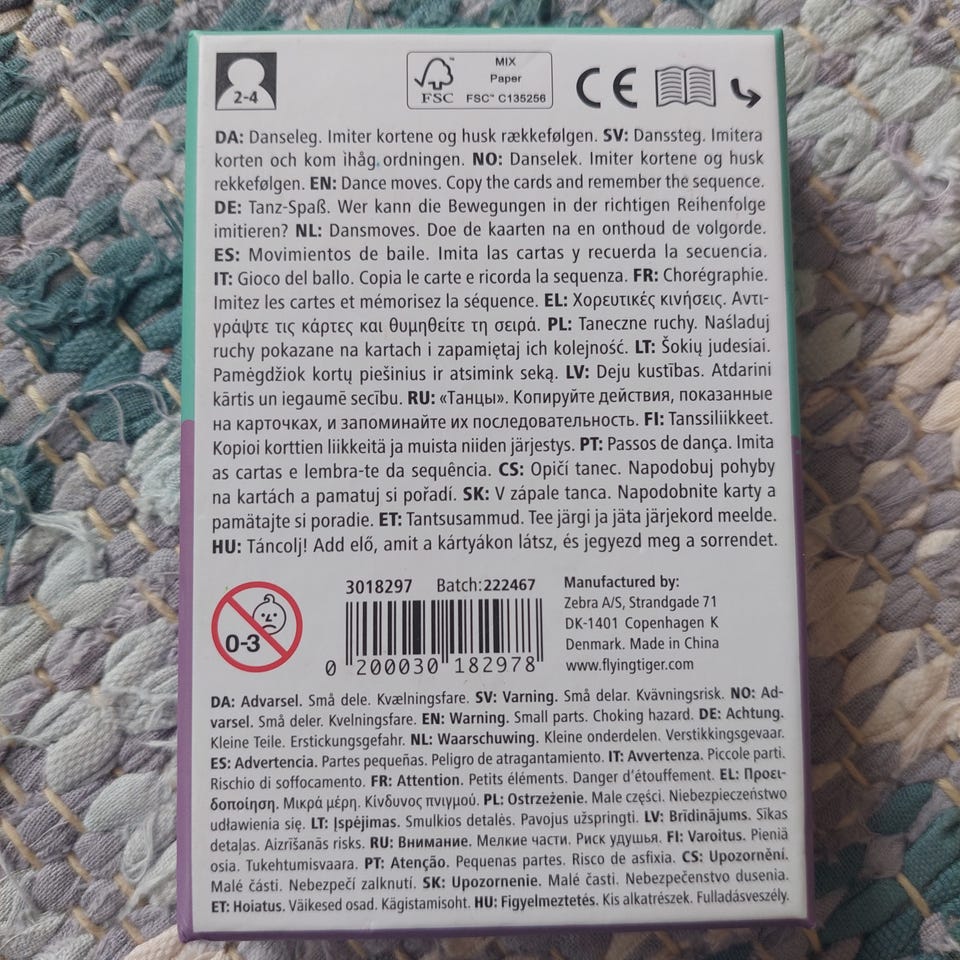 2-4
FSC™
MIX
Paper
FSC™ C135256
CE
DA: Danseleg. Imiter kortene og husk rækkefølgen. SV: Danssteg. Imitera
korten och kom ihåg ordningen. NO: Danselek. Imiter kortene og husk
rekkefølgen. EN: Dance moves. Copy the cards and remember the sequence.
DE: Tanz-Spaß. Wer kann die Bewegungen in der richtigen Reihenfolge
imitieren? NL: Dansmoves. Doe de kaarten na en onthoud de volgorde.
ES: Movimientos de baile. Imita las cartas y recuerda la secuencia.
IT: Gioco del ballo. Copia le carte e ricorda la sequenza. FR: Chorégraphie.
Imitez les cartes et mémorisez la séquence. EL: Χορευτικές κινήσεις. Αντι-
γράψτε τις κάρτες και θυμηθείτε τη σειρά. PL: Taneczne ruchy. Naśladuj
ruchy pokazane na kartach i zapamiętaj ich kolejność. LT: Šokių judesiai.
Pamėgdžiok kortų piešinius ir atsimink seką. LV: Deju kustības. Atdarini
kārtis un iegaumē secību. RU: «Танцы». Копируйте действия, показанные
на карточках, и запоминайте их последовательность. FI: Tanssiliikkeet.
Kopioi korttien liikkeitä ja muista niiden järjestys. PT: Passos de dança. Imita
as cartas e lembra-te da sequência. CS: Opičí tanec. Napodobuj pohyby
na kartách a pamatuj si pořadí. SK: V zápale tanca. Napodobnite karty a
pamätajte si poradie. ET: Tantsusammud. Tee järgi ja jäta järjekord meelde.
HU: Táncolj! Add elő, amit a kártyákon látsz, és jegyezd meg a sorrendet.
0-3
3018297 Batch:222467
0 200030 182978
Manufactured by:
Zebra A/S, Strandgade 71
DK-1401 Copenhagen K
Denmark. Made in China
www.flyingtiger.com
DA: Advarsel. Små dele. Kvælningsfare. SV: Varning. Små delar. Kvävningsrisk. NO: Ad-
varsel. Små deler. Kvelningsfare. EN: Warning. Small parts. Choking hazard. DE: Achtung.
Kleine Teile. Erstickungsgefahr. NL: Waarschuwing. Kleine onderdelen. Verstikkingsgevaar.
ES: Advertencia. Partes pequeñas. Peligro de atragantamiento. IT: Avvertenza. Piccole parti.
Rischio di soffocamento. FR: Attention. Petits éléments. Danger d'étouffement. EL: Προει-
δοποίηση. Μικρά μέρη. Κίνδυνος πνιγμού. PL: Ostrzeżenie. Małe części. Niebezpieczeństwo
udławienia się. LT: Įspėjimas. Smulkios detalės. Pavojus užspringti. LV: Brīdinājums. Sīkas
detaļas. Aizrīšanās risks. RU: Внимание. Мелкие части. Риск удушья. FI: Varoitus. Pieniä
osia. Tukehtumisvaara. PT: Atenção. Pequenas partes. Risco de asfixia. CS: Upozornění.
Malé části. Nebezpečí zalknutí. SK: Upozornenie. Malé časti. Nebezpečenstvo dusenia.
ET: Hoiatus. Väikesed osad. Kägistamisoht. HU: Figyelmeztetés. Kis alkatrészek. Fulladásveszély.